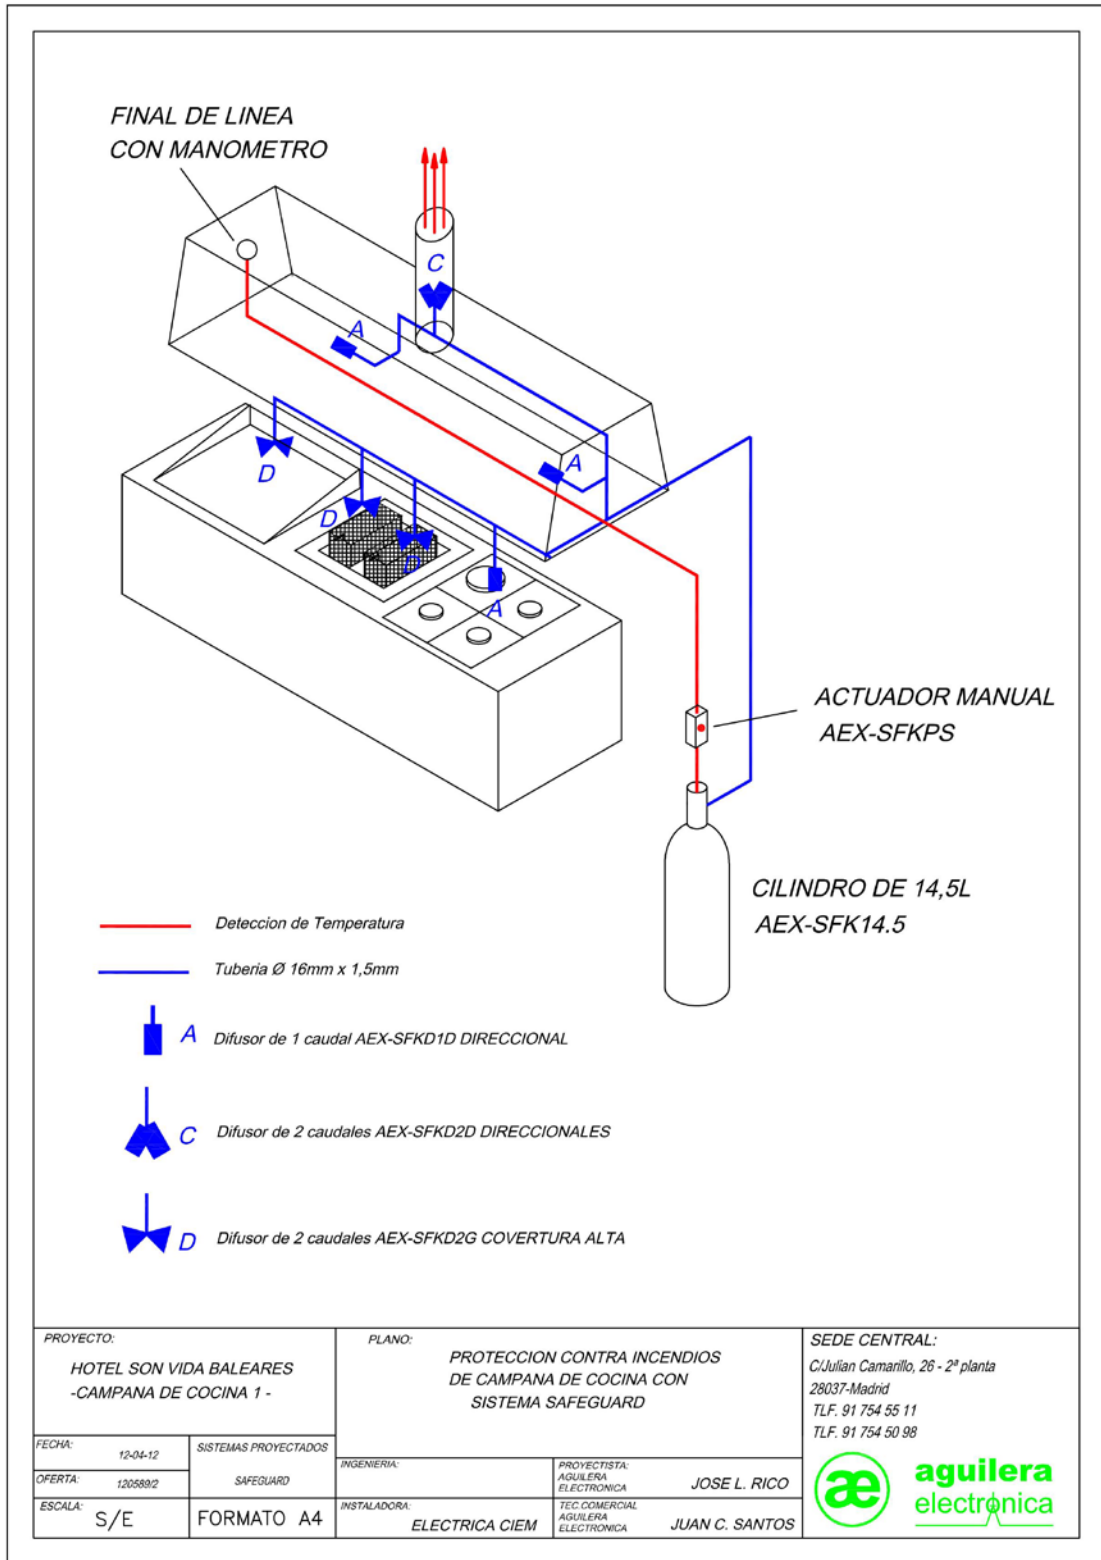 FINAL DE LINEA
CON MANOMETRO
C
A
A
D
D
D
A
ACTUADOR MANUAL
AEX-SFKPS
CILINDRO DE 14,5L
AEX-SFK14.5
Deteccion de Temperatura
Tuberia Ø 16mm x 1,5mm
A Difusor de 1 caudal AEX-SFKD1D DIRECCIONAL
C Difusor de 2 caudales AEX-SFKD2D DIRECCIONALES
D Difusor de 2 caudales AEX-SFKD2G COVERTURA ALTA
PROYECTO:
HOTEL SON VIDA BALEARES
-CAMPANA DE COCINA 1 -
PLANO:
PROTECCION CONTRA INCENDIOS
DE CAMPANA DE COCINA CON
SISTEMA SAFEGUARD
SEDE CENTRAL:
C/Julian Camarillo, 26 - 2ª planta
28037-Madrid
TLF. 91 754 55 11
TLF. 91 754 50 98
FECHA: 12-04-12
SISTEMAS PROYECTADOS
SAFEGUARD
OFERTA: 120589/2
ESCALA: S/E
FORMATO A4
INGENIERIA:
PROYECTISTA:
AGUILERA
ELECTRONICA
JOSE L. RICO
INSTALADORA:
ELECTRICA CIEM
TEC.COMERCIAL
AGUILERA
ELECTRONICA
JUAN C. SANTOS
æ
aguilera
electrónica